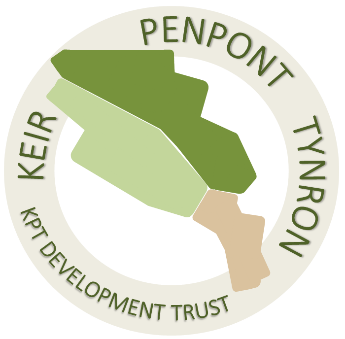 KEIR
PENPONT
TYNRON
KPT DEVELOPMENT TRUST